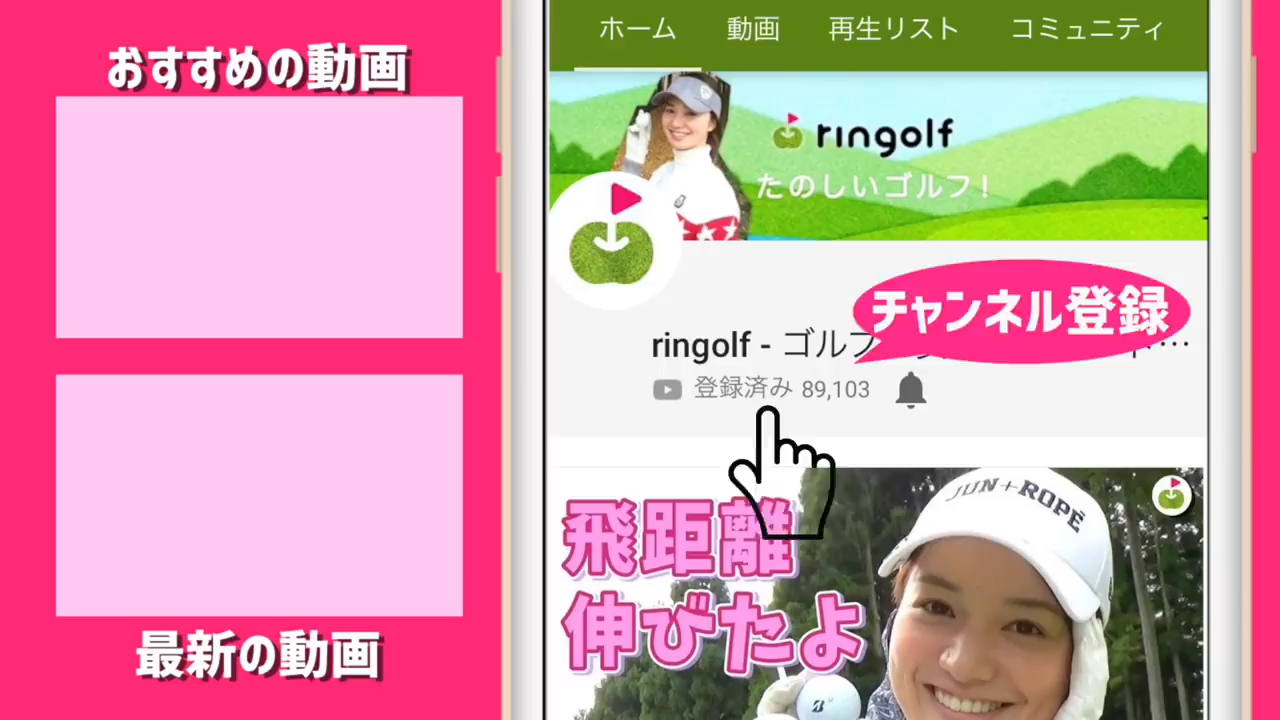 おすすめの動画
最新の動画
ホーム 動画 再生リスト コミュニティ
ringolf
たのしいゴルフ!
チャンネル登録
ringolf - ゴルフ
登録済み 89,103
JUN+ROPÉ
飛距離
伸びたよ
B